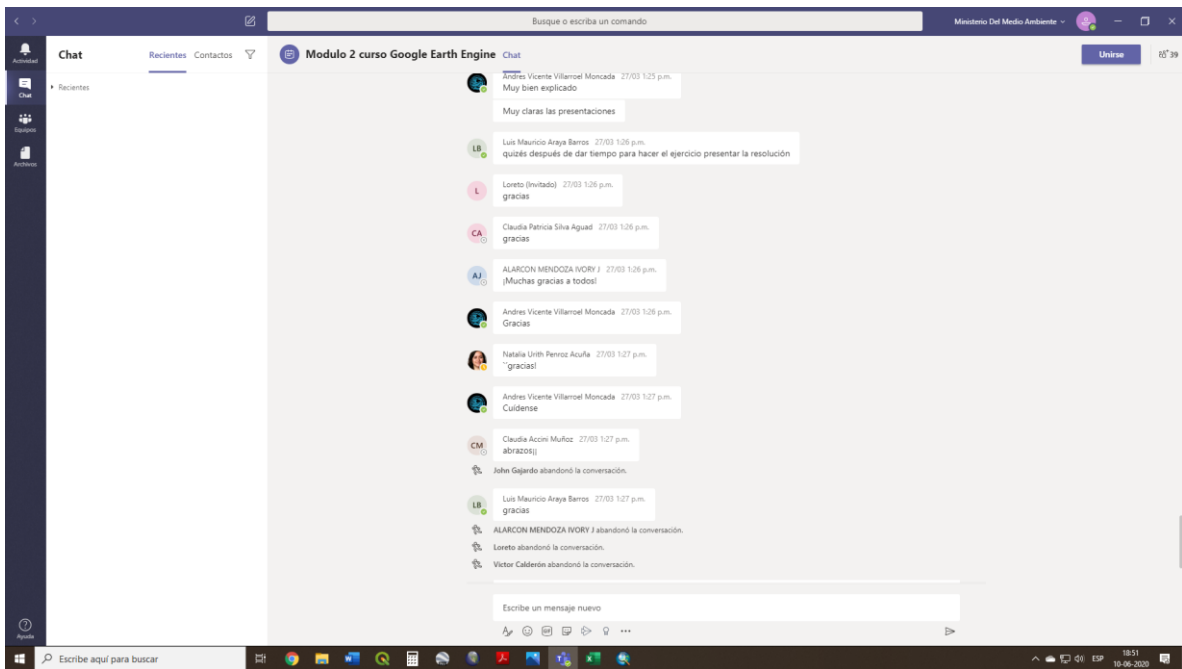 Busque o escriba un comando
Ministerio Del Medio Ambiente
Actividad
Chat
Equipos
Archivos
Chat
Recientes Contactos
Recientes
Modulo 2 curso Google Earth Engine Chat
Unirse
39
Andres Vicente Villarroel Moncada 27/03 1:25 p.m.
Muy bien explicado
Muy claras las presentaciones
LB
Luis Mauricio Araya Barros 27/03 1:26 p.m.
quizés después de dar tiempo para hacer el ejercicio presentar la resolución
L
Loreto (Invitado) 27/03 1:26 p.m.
gracias
CA
Claudia Patricia Silva Aguad 27/03 1:26 p.m.
gracias
AJ
ALARCON MENDOZA IVORY J 27/03 1:26 p.m.
¡Muchas gracias a todos!
Andres Vicente Villarroel Moncada 27/03 1:26 p.m.
Gracias
Natalia Urith Penroz Acuña 27/03 1:27 p.m.
¨gracias!
Andres Vicente Villarroel Moncada 27/03 1:27 p.m.
Cuídense
CM
Claudia Accini Muñoz 27/03 1:27 p.m.
abrazos¡¡
John Gajardo abandonó la conversación.
LB
Luis Mauricio Araya Barros 27/03 1:27 p.m.
gracias
ALARCON MENDOZA IVORY J abandonó la conversación.
Loreto abandonó la conversación.
Victor Calderón abandonó la conversación.
Escribe un mensaje nuevo
GIF
Ayuda
Escribe aquí para buscar
ESP
18:51
10-06-2020